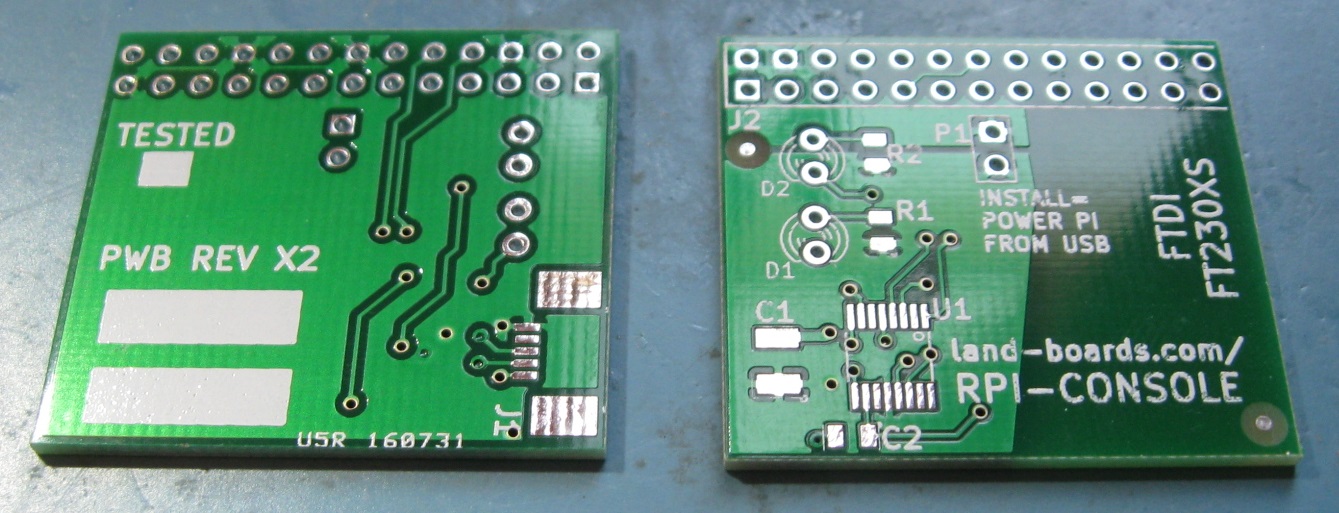 TESTED
PWB REV X2
J1
USR 160731
J2
P1
R2
D2
INSTALL=
POWER PI
FROM USB
R1
D1
FTDI
FT230XS
C1
U1
land-boards.com/
RPI-CONSOLE
C2